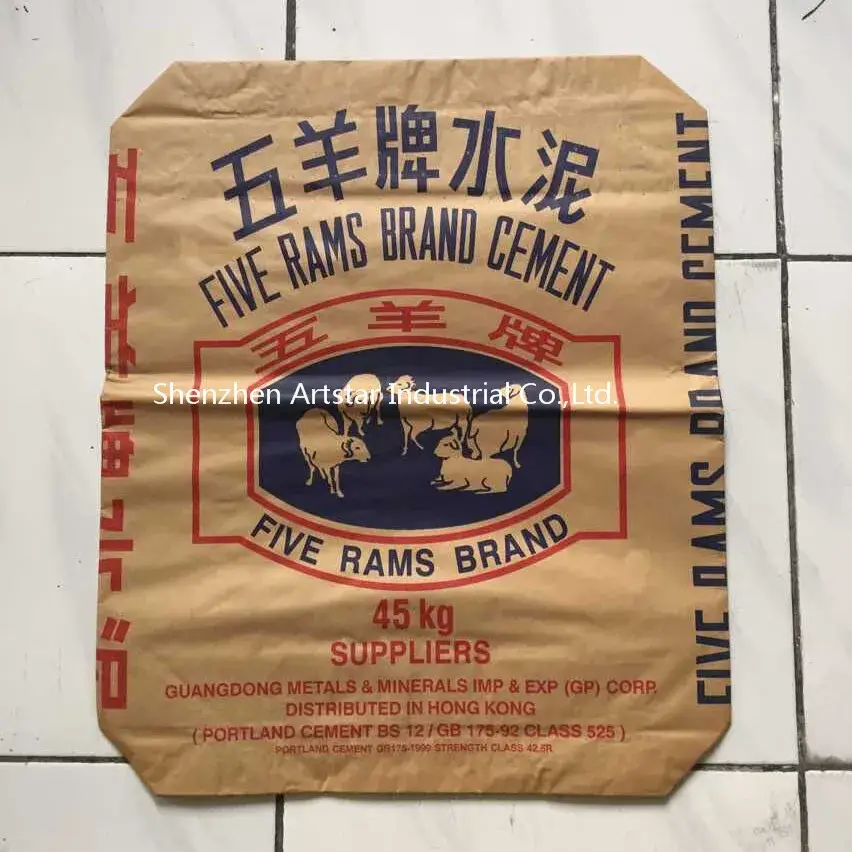 五羊牌水泥
FIVE RAMS BRAND CEMENT
五羊牌
Shenzhen Artstar Industrial Co.,Ltd.
FIVE RAMS BRAND
45 kg
SUPPLIERS
GUANGDONG METALS & MINERALS IMP & EXP (GP) CORP.
DISTRIBUTED IN HONG KONG
( PORTLAND CEMENT BS 12 / GB 175-92 CLASS 525 )
PORTLAND CEMENT GB175-1999 STRENGTH CLASS 42.5R
FIVE RAMS BRAND CEMENT